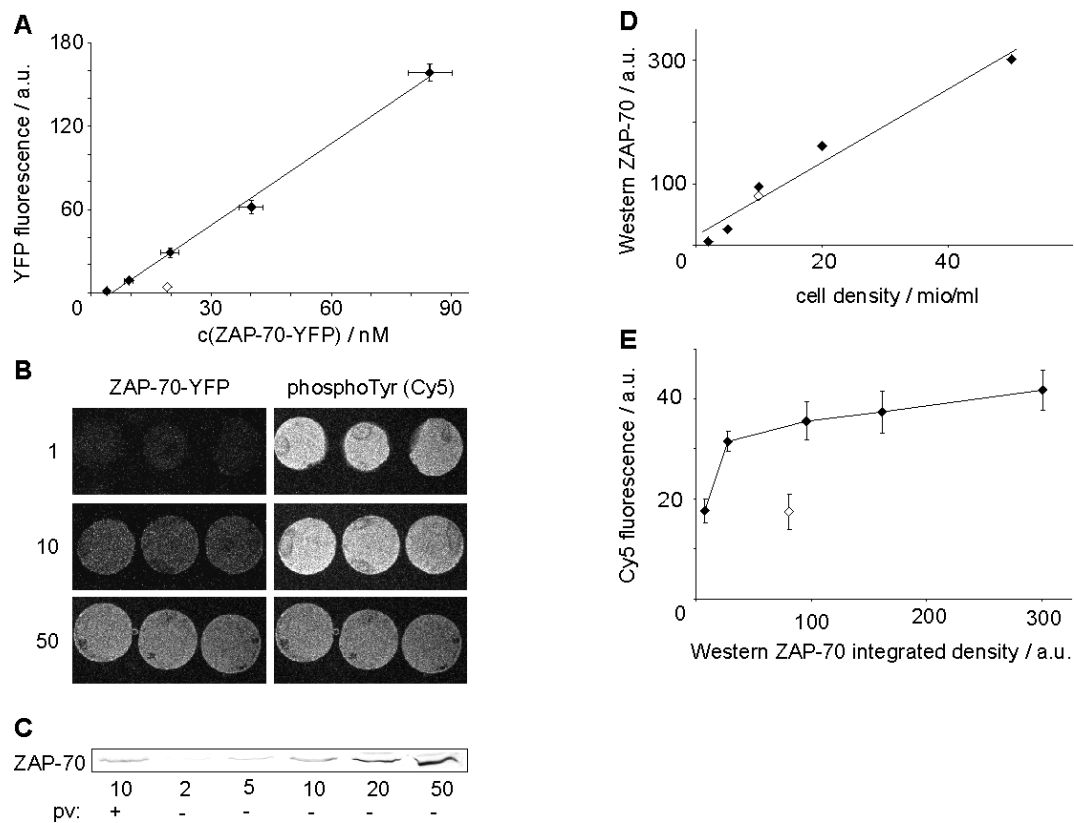 A
YFP fluorescence / a.u.
180
120
60
0 30 60 90
c(ZAP-70-YFP) / nM
B
ZAP-70-YFP phosphoTyr (Cy5)
1
10
50
C
ZAP-70
10 2 5 10 20 50
pv: + - - - - -
D
Western ZAP-70 / a.u.
300
100
0 20 40
cell density / mio/ml
E
Cy5 fluorescence / a.u.
40
20
0 100 200 300
Western ZAP-70 integrated density / a.u.